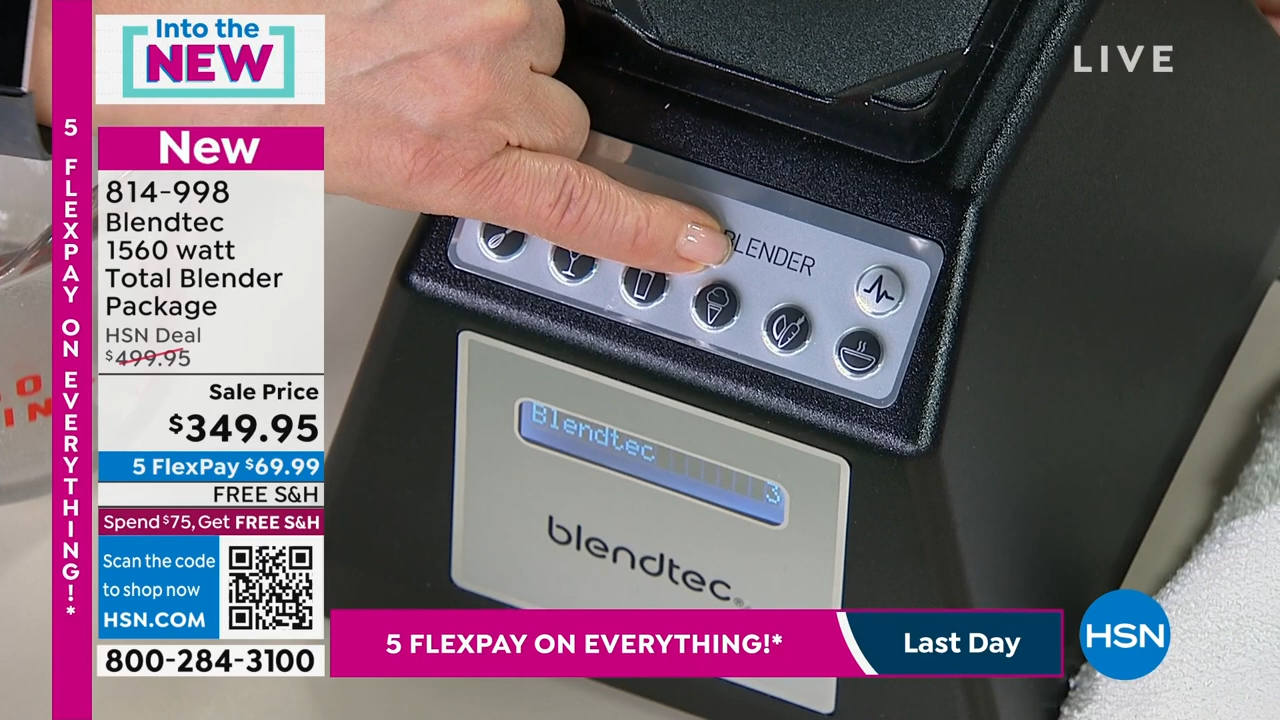 5 FLEXPAY ON EVERYTHING!*
Into the
NEW
New
814-998
Blendtec
1560 watt
Total Blender
Package
HSN Deal
$499.95
Sale Price
$349.95
5 FlexPay $69.99
FREE S&H
Spend $75, Get FREE S&H
Scan the code
to shop now
HSN.COM
800-284-3100
LIVE
BLENDER
Blendtec 3
blendtec®
5 FLEXPAY ON EVERYTHING!*
Last Day
HSN